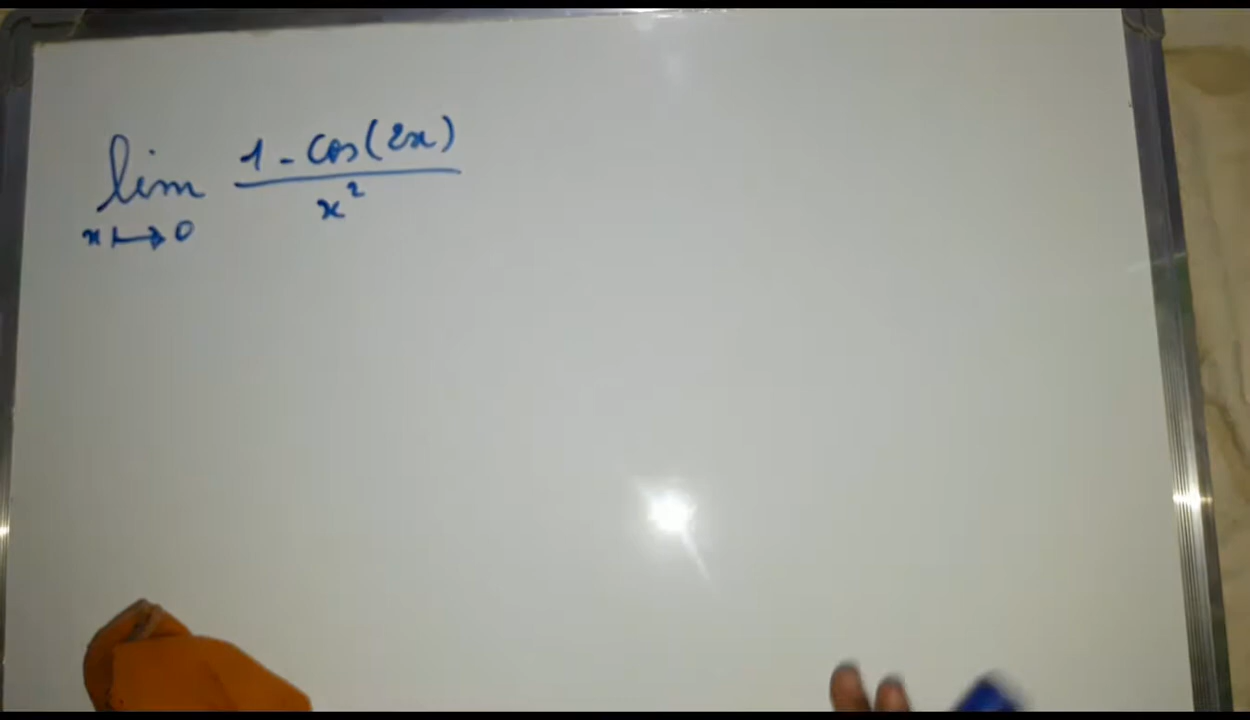 lim 1 - cos(2x) / x²
x ↦ 0